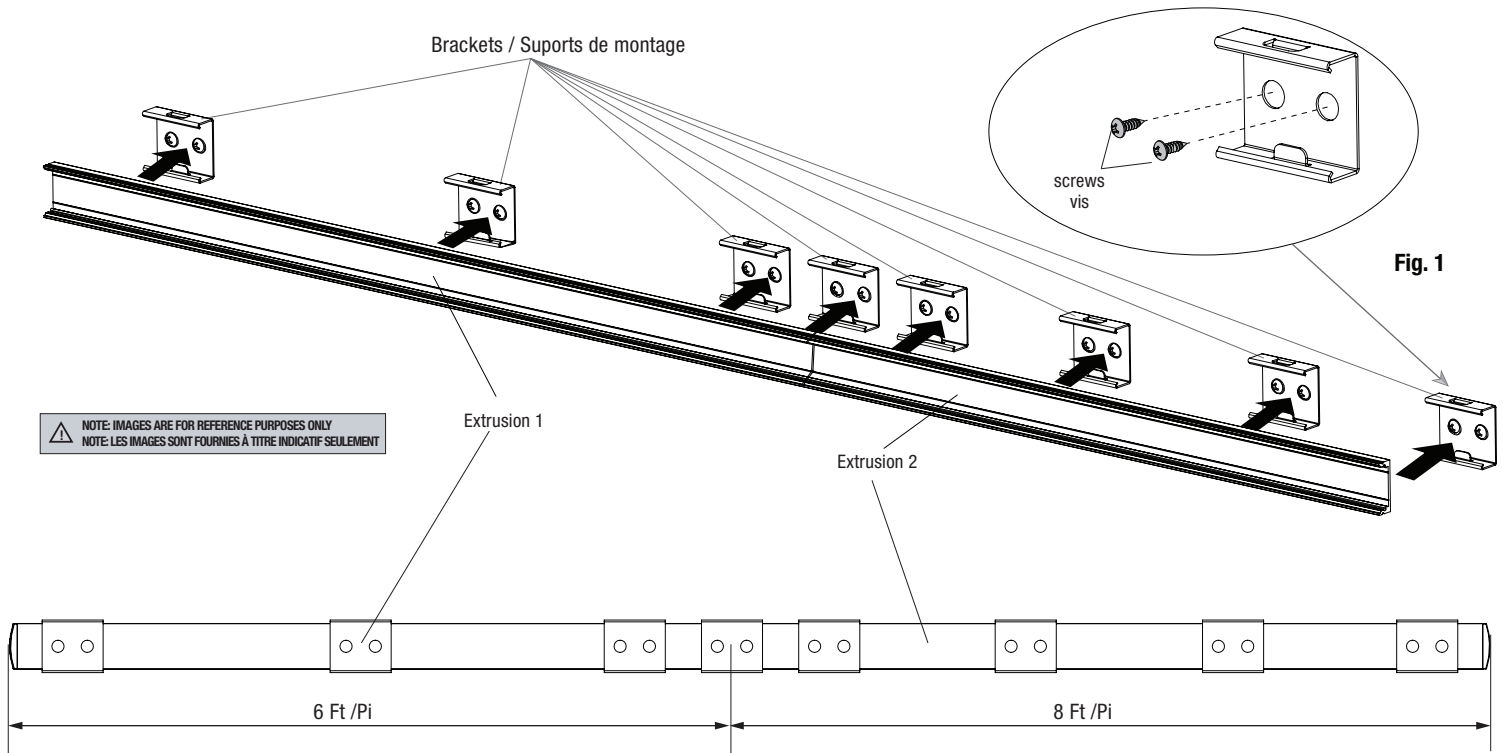 Brackets / Suports de montage
screws
vis
Fig. 1
NOTE: IMAGES ARE FOR REFERENCE PURPOSES ONLY
NOTE: LES IMAGES SONT FOURNIES À TITRE INDICATIF SEULEMENT
Extrusion 1
Extrusion 2
6 Ft /Pi
8 Ft /Pi